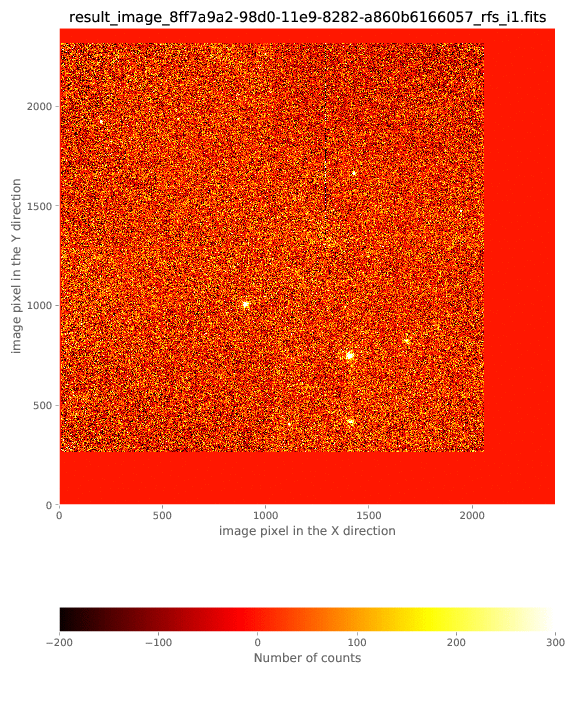 result_image_8ff7a9a2-98d0-11e9-8282-a860b6166057_rfs_i1.fits
2000
1500
1000
500
0
image pixel in the Y direction
0 500 1000 1500 2000
image pixel in the X direction
−200 −100 0 100 200 300
Number of counts